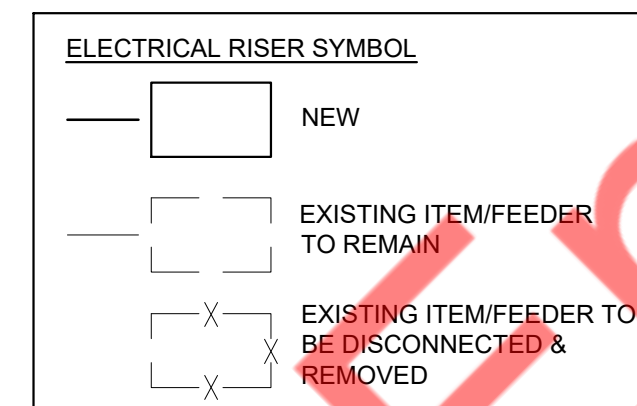 ELECTRICAL RISER SYMBOL
NEW
EXISTING ITEM/FEEDER
TO REMAIN
EXISTING ITEM/FEEDER TO
BE DISCONNECTED &
REMOVED